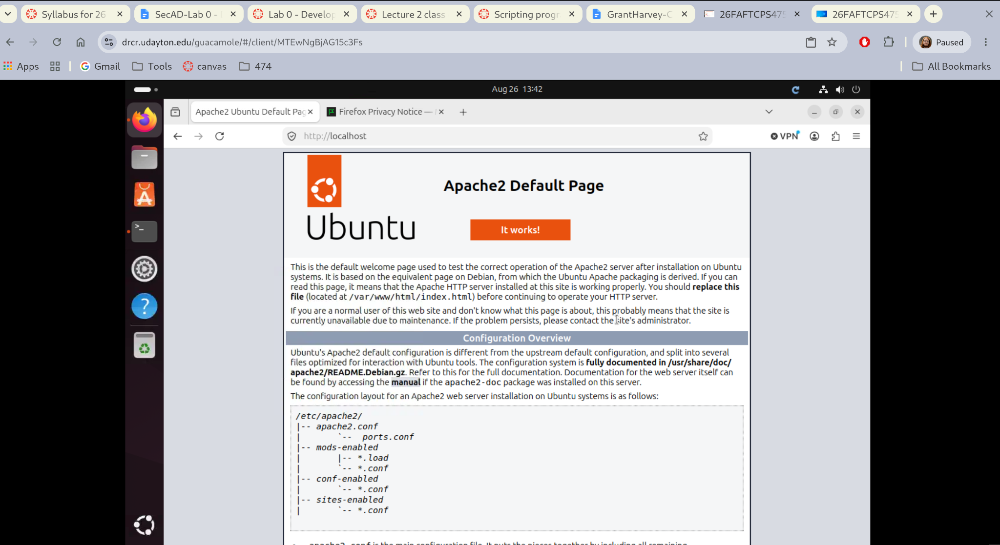 Syllabus for 26
SecAD-Lab 0 -
Lab 0 - Develop
Lecture 2 class
Scripting progr
GrantHarvey-C
26FAFTCPS475
26FAFTCPS475
drcr.udayton.edu/guacamole/#/client/MTEwNgBjAG15c3Fs
Paused
Apps
Gmail
Tools
canvas
474
All Bookmarks
Aug 26 13:42
Apache2 Ubuntu Default Pag
Firefox Privacy Notice —
http://localhost
VPN
Apache2 Default Page
Ubuntu
It works!
This is the default welcome page used to test the correct operation of the Apache2 server after installation on Ubuntu
systems. It is based on the equivalent page on Debian, from which the Ubuntu Apache packaging is derived. If you can
read this page, it means that the Apache HTTP server installed at this site is working properly. You should replace this
file (located at /var/www/html/index.html) before continuing to operate your HTTP server.
If you are a normal user of this web site and don't know what this page is about, this probably means that the site is
currently unavailable due to maintenance. If the problem persists, please contact the site's administrator.
Configuration Overview
Ubuntu's Apache2 default configuration is different from the upstream default configuration, and split into several
files optimized for interaction with Ubuntu tools. The configuration system is fully documented in /usr/share/doc/
apache2/README.Debian.gz. Refer to this for the full documentation. Documentation for the web server itself can
be found by accessing the manual if the apache2-doc package was installed on this server.
The configuration layout for an Apache2 web server installation on Ubuntu systems is as follows:
/etc/apache2/
|-- apache2.conf
|       `--  ports.conf
|-- mods-enabled
|       |-- *.load
|       `-- *.conf
|-- conf-enabled
|       `-- *.conf
|-- sites-enabled
|       `-- *.conf
apache2.conf is the main configuration file. It puts the pieces together by including all remaining